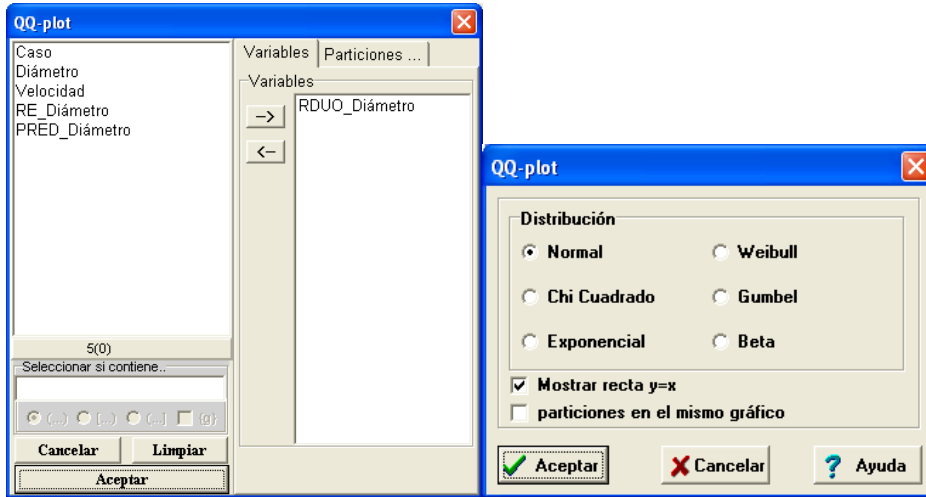 QQ-plot
Caso
Diámetro
Velocidad
RE_Diámetro
PRED_Diámetro
5(0)
Seleccionar si contiene..
(...) [...) (...] {g}
Cancelar Limpiar
Aceptar
Variables Particiones ...
Variables
-->
<--
RDUO_Diámetro
QQ-plot
Distribución
Normal Weibull
Chi Cuadrado Gumbel
Exponencial Beta
Mostrar recta y=x
particiones en el mismo gráfico
Aceptar Cancelar ? Ayuda